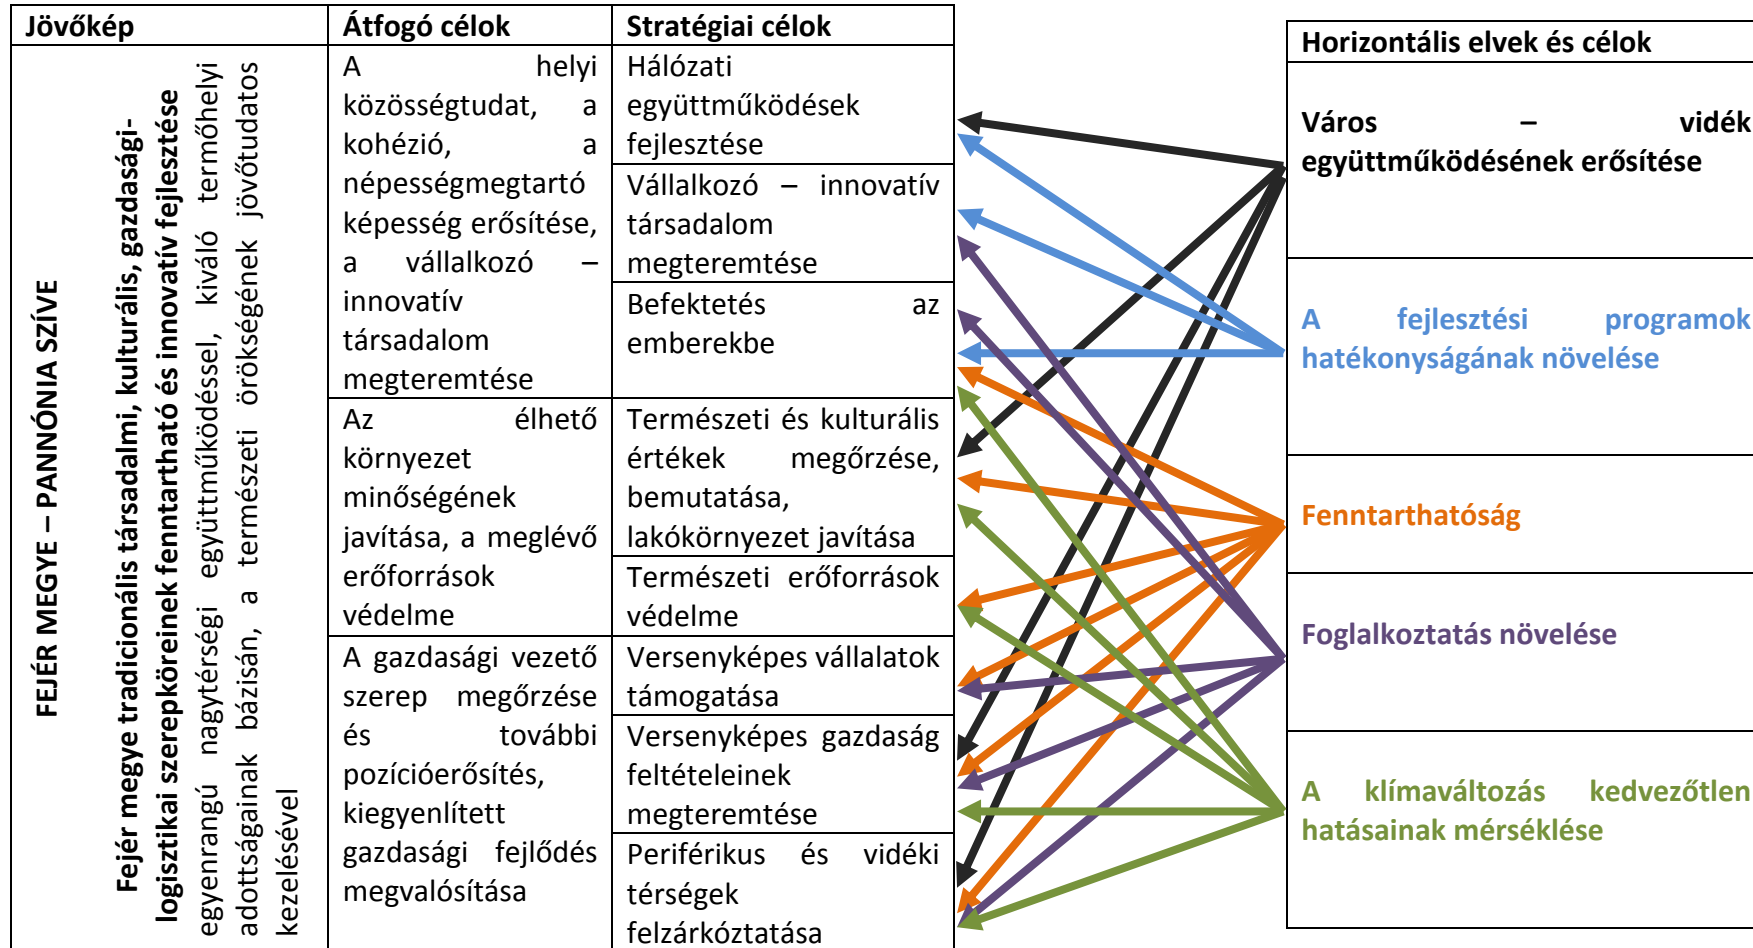 Jövőkép
FEJÉR MEGYE – PANNÓNIA SZÍVE
Fejér megye tradicionális társadalmi, kulturális, gazdasági-
logisztikai szerepköreinek fenntartható és innovatív fejlesztése
egyenrangú nagytérségi együttműködéssel, kiváló termőhelyi
adottságainak bázisán, a természeti örökségének jövőtudatos
kezelésével
Átfogó célok
A helyi
közösségtudat, a
kohézió, a
népességmegtartó
képesség erősítése,
a vállalkozó –
innovatív
társadalom
megteremtése
Az élhető
környezet
minőségének
javítása, a meglévő
erőforrások
védelme
A gazdasági vezető
szerep megőrzése
és további
pozícióerősítés,
kiegyenlített
gazdasági fejlődés
megvalósítása
Stratégiai célok
Hálózati
együttműködések
fejlesztése
Vállalkozó – innovatív
társadalom
megteremtése
Befektetés az
emberekbe
Természeti és kulturális
értékek megőrzése,
bemutatása,
lakókörnyezet javítása
Természeti erőforrások
védelme
Versenyképes vállalatok
támogatása
Versenyképes gazdaság
feltételeinek
megteremtése
Periférikus és vidéki
térségek
felzárkóztatása
Horizontális elvek és célok
Város – vidék
együttműködésének erősítése
A fejlesztési programok
hatékonyságának növelése
Fenntarthatóság
Foglalkoztatás növelése
A klímaváltozás kedvezőtlen
hatásainak mérséklése